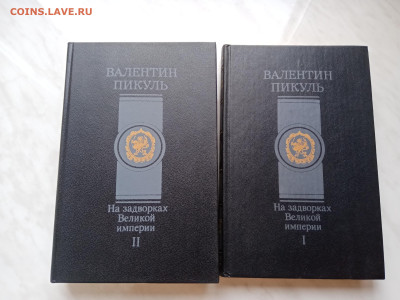 COINS.LAVE.RU
ВАЛЕНТИН
ПИКУЛЬ
На задворках
Великой
империи
II
ВАЛЕНТИН
ПИКУЛЬ
На задворках
Великой
империи
I